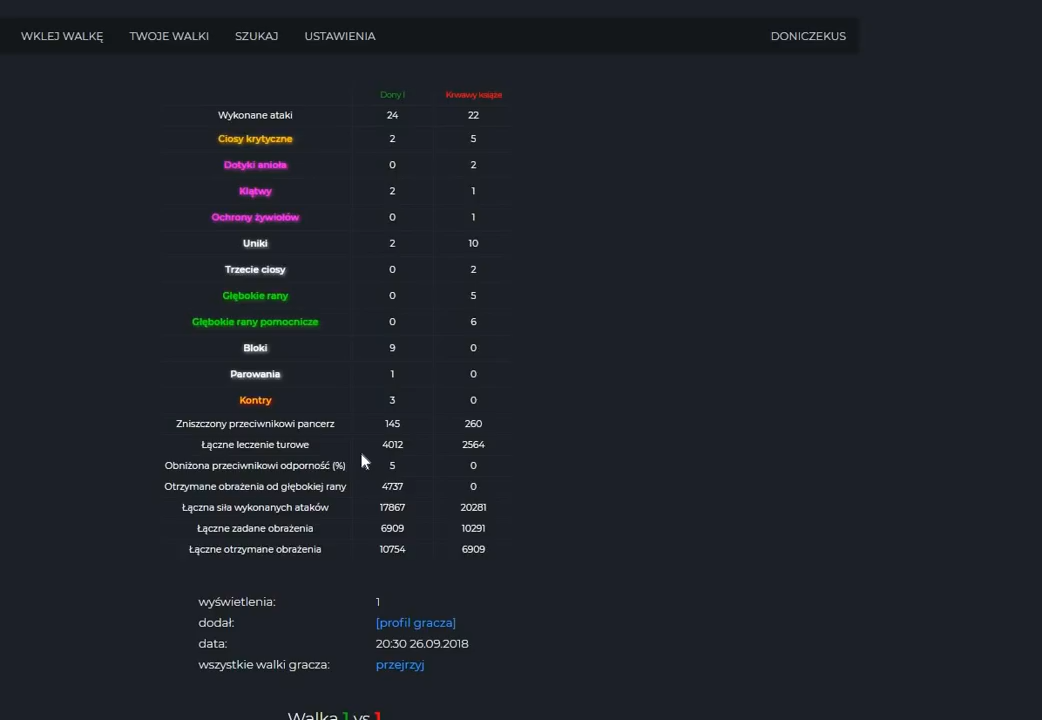 WKLEJ WALKĘ TWOJE WALKI SZUKAJ USTAWIENIA DONICZEKUS
Dony I Krwawy książe
Wykonane ataki 24 22
Ciosy krytyczne 2 5
Dotyki anioła 0 2
Klątwy 2 1
Ochrony żywiołów 0 1
Uniki 2 10
Trzecie ciosy 0 2
Głębokie rany 0 5
Głębokie rany pomocnicze 0 6
Bloki 9 0
Parowania 1 0
Kontry 3 0
Zniszczony przeciwnikowi pancerz 145 260
Łączne leczenie turowe 4012 2564
Obniżona przeciwnikowi odporność (%) 5 0
Otrzymane obrażenia od głębokiej rany 4737 0
Łączna siła wykonanych ataków 17867 20281
Łączne zadane obrażenia 6909 10291
Łączne otrzymane obrażenia 10754 6909
wyświetlenia: 1
dodał: [profil gracza]
data: 20:30 26.09.2018
wszystkie walki gracza: przejrzyj
Walka 1 vs 1